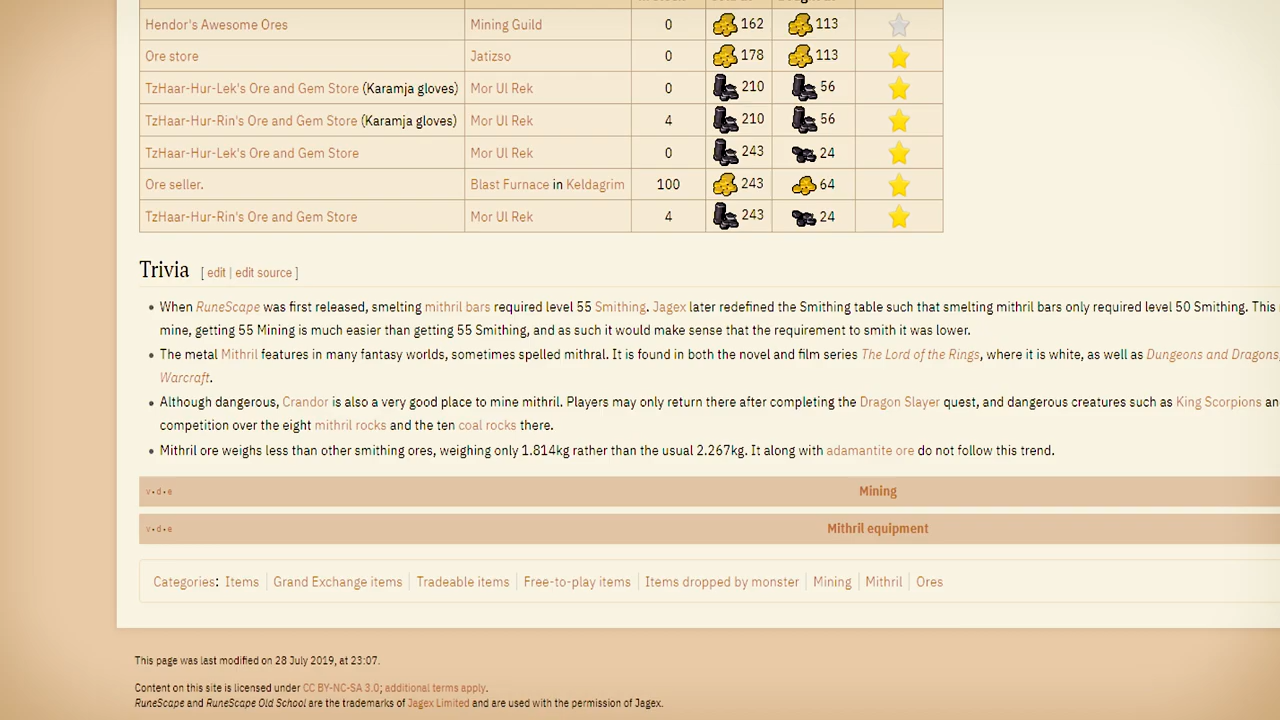 Hendor's Awesome Ores Mining Guild 0 162 113
Ore store Jatizso 0 178 113
TzHaar-Hur-Lek's Ore and Gem Store (Karamja gloves) Mor Ul Rek 0 210 56
TzHaar-Hur-Rin's Ore and Gem Store (Karamja gloves) Mor Ul Rek 4 210 56
TzHaar-Hur-Lek's Ore and Gem Store Mor Ul Rek 0 243 24
Ore seller. Blast Furnace in Keldagrim 100 243 64
TzHaar-Hur-Rin's Ore and Gem Store Mor Ul Rek 4 243 24
Trivia [ edit | edit source ]
• When RuneScape was first released, smelting mithril bars required level 55 Smithing. Jagex later redefined the Smithing table such that smelting mithril bars only required level 50 Smithing. This
mine, getting 55 Mining is much easier than getting 55 Smithing, and as such it would make sense that the requirement to smith it was lower.
• The metal Mithril features in many fantasy worlds, sometimes spelled mithral. It is found in both the novel and film series The Lord of the Rings, where it is white, as well as Dungeons and Dragons,
Warcraft.
• Although dangerous, Crandor is also a very good place to mine mithril. Players may only return there after completing the Dragon Slayer quest, and dangerous creatures such as King Scorpions an
competition over the eight mithril rocks and the ten coal rocks there.
• Mithril ore weighs less than other smithing ores, weighing only 1.814kg rather than the usual 2.267kg. It along with adamantite ore do not follow this trend.
v•d•e Mining
v•d•e Mithril equipment
Categories: Items | Grand Exchange items | Tradeable items | Free-to-play items | Items dropped by monster | Mining | Mithril | Ores
This page was last modified on 28 July 2019, at 23:07.
Content on this site is licensed under CC BY-NC-SA 3.0; additional terms apply.
RuneScape and RuneScape Old School are the trademarks of Jagex Limited and are used with the permission of Jagex.